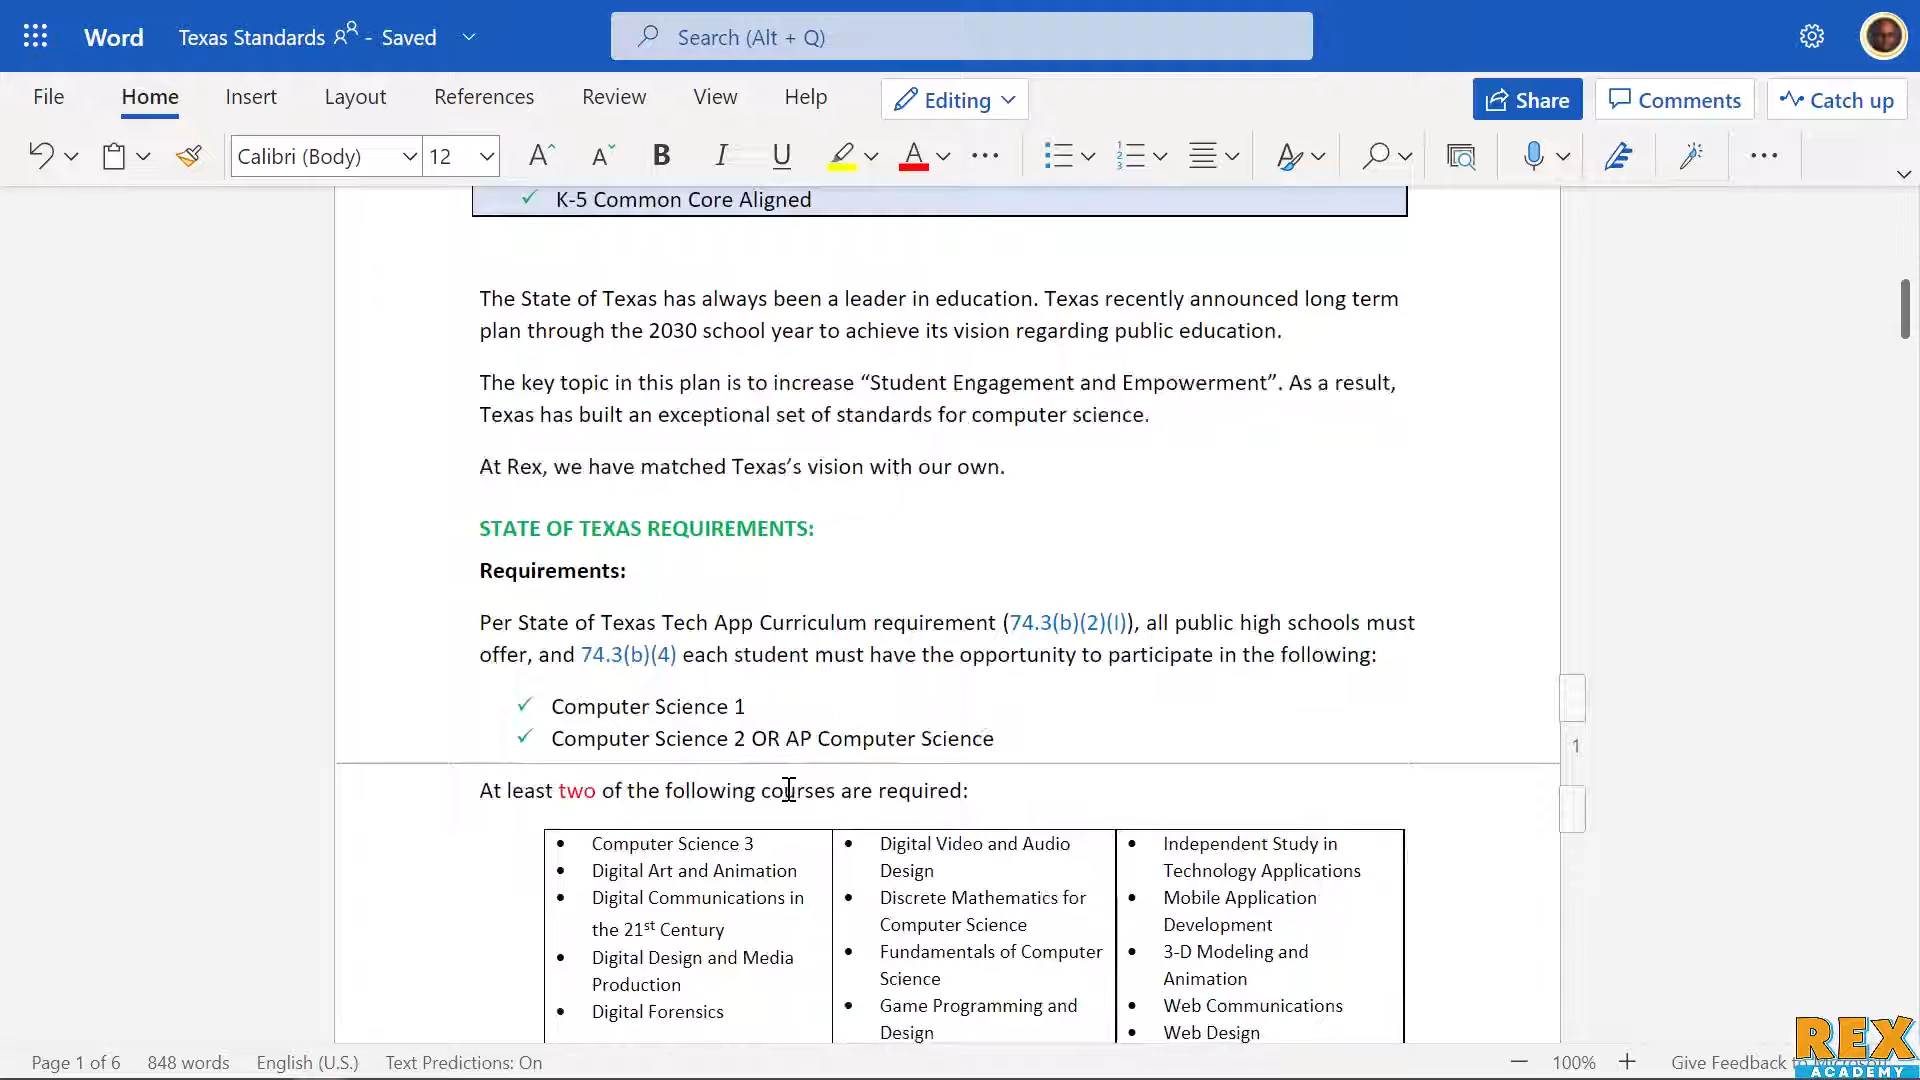 Word
Texas Standards - Saved
Search (Alt + Q)
File Home Insert Layout References Review View Help Editing Share Comments Catch up
Calibri (Body) 12
K-5 Common Core Aligned
The State of Texas has always been a leader in education. Texas recently announced long term
plan through the 2030 school year to achieve its vision regarding public education.
The key topic in this plan is to increase “Student Engagement and Empowerment”. As a result,
Texas has built an exceptional set of standards for computer science.
At Rex, we have matched Texas’s vision with our own.
STATE OF TEXAS REQUIREMENTS:
Requirements:
Per State of Texas Tech App Curriculum requirement (74.3(b)(2)(I)), all public high schools must
offer, and 74.3(b)(4) each student must have the opportunity to participate in the following:
Computer Science 1
Computer Science 2 OR AP Computer Science
1
At least two of the following courses are required:
Computer Science 3
Digital Art and Animation
Digital Communications in
the 21st Century
Digital Design and Media
Production
Digital Forensics
Digital Video and Audio
Design
Discrete Mathematics for
Computer Science
Fundamentals of Computer
Science
Game Programming and
Design
Independent Study in
Technology Applications
Mobile Application
Development
3-D Modeling and
Animation
Web Communications
Web Design
Page 1 of 6 848 words English (U.S.) Text Predictions: On 100% Give Feedback to
REX
ACADEMY